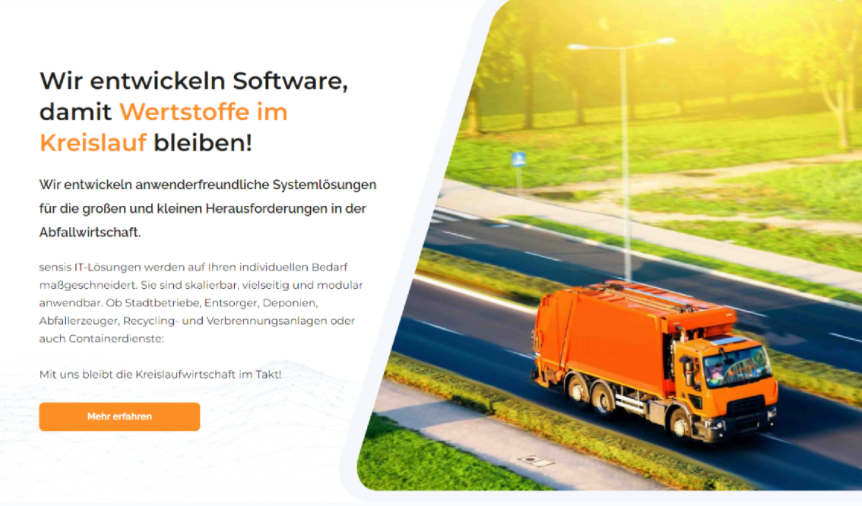 Wir entwickeln Software,
damit Wertstoffe im
Kreislauf bleiben!
Wir entwickeln anwenderfreundliche Systemlösungen
für die großen und kleinen Herausforderungen in der
Abfallwirtschaft.
sensis IT-Lösungen werden auf Ihren individuellen Bedarf
maßgeschneidert. Sie sind skalierbar, vielseitig und modular
anwendbar. Ob Stadtbetriebe, Entsorger, Deponien,
Abfallerzeuger, Recycling- und Verbrennungsanlagen oder
auch Containerdienste:
Mit uns bleibt die Kreislaufwirtschaft im Takt!
Mehr erfahren